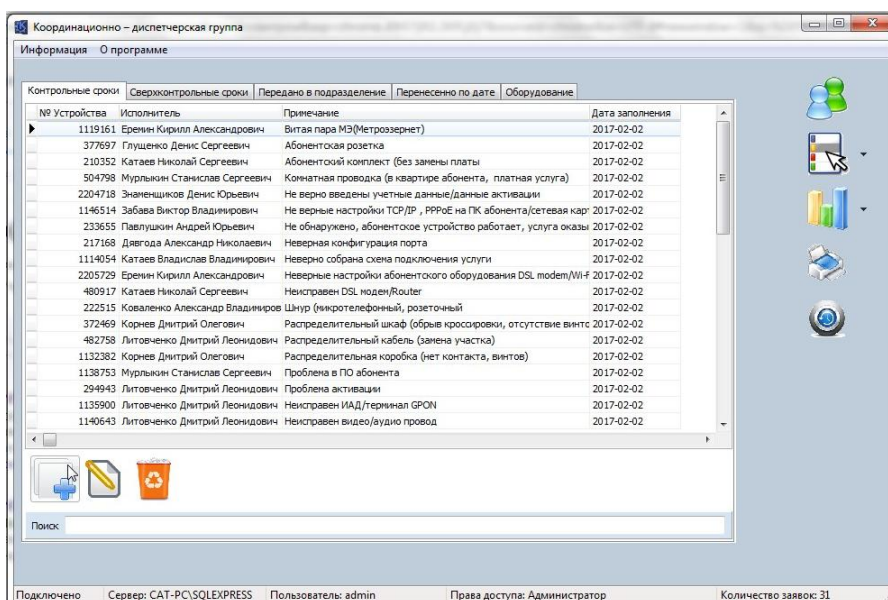 Координационно – диспетчерская группа
Информация О программе
Контрольные сроки Сверхконтрольные сроки Передано в подразделение Перенесенно по дате Оборудование
№ Устройства Исполнитель Примечание Дата заполнения
1119161 Еремин Кирилл Александрович Витая пара МЭ(Метроэзернет) 2017-02-02
377697 Глущенко Денис Сергеевич Абонентская розетка 2017-02-02
210352 Катаев Николай Сергеевич Абонентский комплект (без замены платы 2017-02-02
504798 Мурлыкин Станислав Сергеевич Комнатная проводка (в квартире абонента, платная услуга) 2017-02-02
2204718 Знаменщиков Денис Юрьевич Не верно введены учетные данные/данные активации 2017-02-02
1146514 Забава Виктор Владимирович Не верные настройки TCP/IP , PPPoE на ПК абонента/сетевая карт 2017-02-02
233655 Павлушкин Андрей Юрьевич Не обнаружено, абонентское устройство работает, услуга оказы 2017-02-02
217168 Дявгода Александр Николаевич Неверная конфигурация порта 2017-02-02
1114054 Катаев Владислав Владимирович Неверно собрана схема подключения услуги 2017-02-02
2205729 Еремин Кирилл Александрович Неверные настройки абонентского оборудования DSL modem/Wi-F 2017-02-02
480917 Катаев Николай Сергеевич Неисправен DSL модем/Router 2017-02-02
222515 Коваленко Александр Владимиров Шнур (микротелефонный, розеточный 2017-02-02
372469 Корнев Дмитрий Олегович Распределительный шкаф (обрыв кроссировки, отсутствие винтс 2017-02-02
482758 Литовченко Дмитрий Леонидович Распределительный кабель (замена участка) 2017-02-02
1132382 Корнев Дмитрий Олегович Распределительная коробка (нет контакта, винтов) 2017-02-02
1138753 Мурлыкин Станислав Сергеевич Проблема в ПО абонента 2017-02-02
294943 Литовченко Дмитрий Леонидович Проблема активации 2017-02-02
1135900 Литовченко Дмитрий Леонидович Неисправен ИАД/терминал GPON 2017-02-02
1140643 Литовченко Дмитрий Леонидович Неисправен видео/аудио провод 2017-02-02
Поиск
Подключено Сервер: CAT-PC\SQLEXPRESS Пользователь: admin Права доступа: Администратор Количество заявок: 31